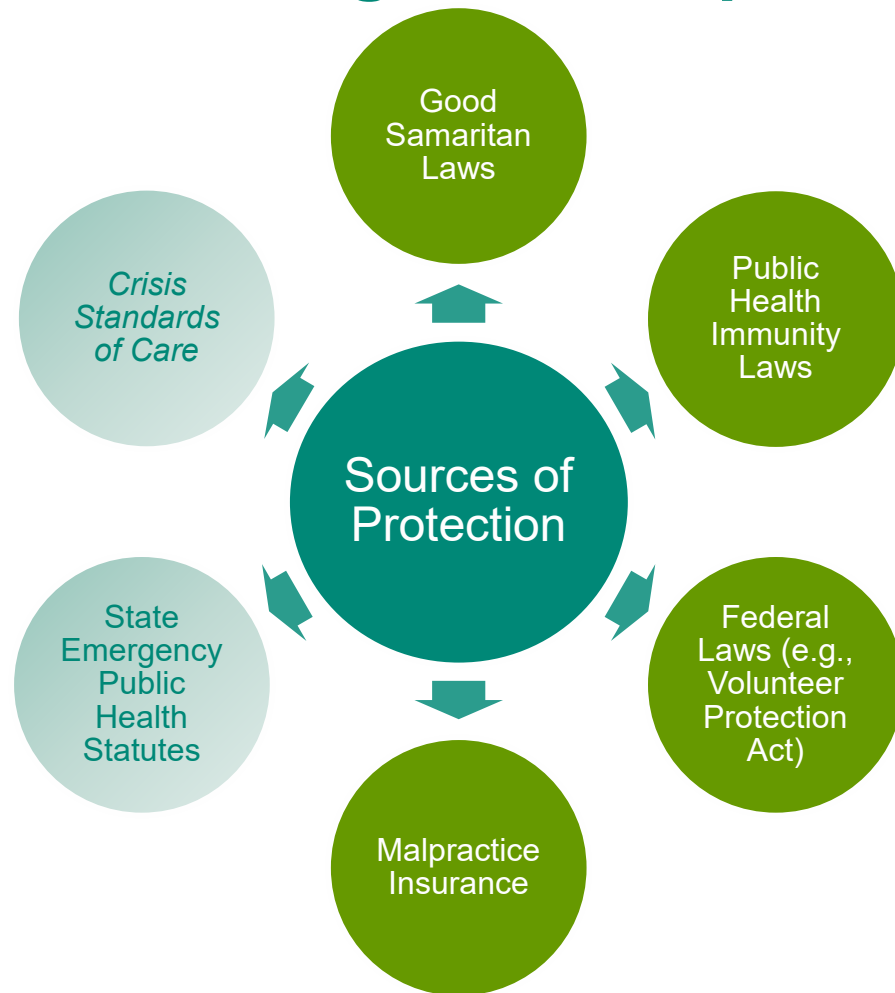 Good
Samaritan
Laws
Public
Health
Immunity
Laws
Federal
Laws (e.g.,
Volunteer
Protection
Act)
Malpractice
Insurance
State
Emergency
Public
Health
Statutes
Crisis
Standards
of Care
Sources of
Protection